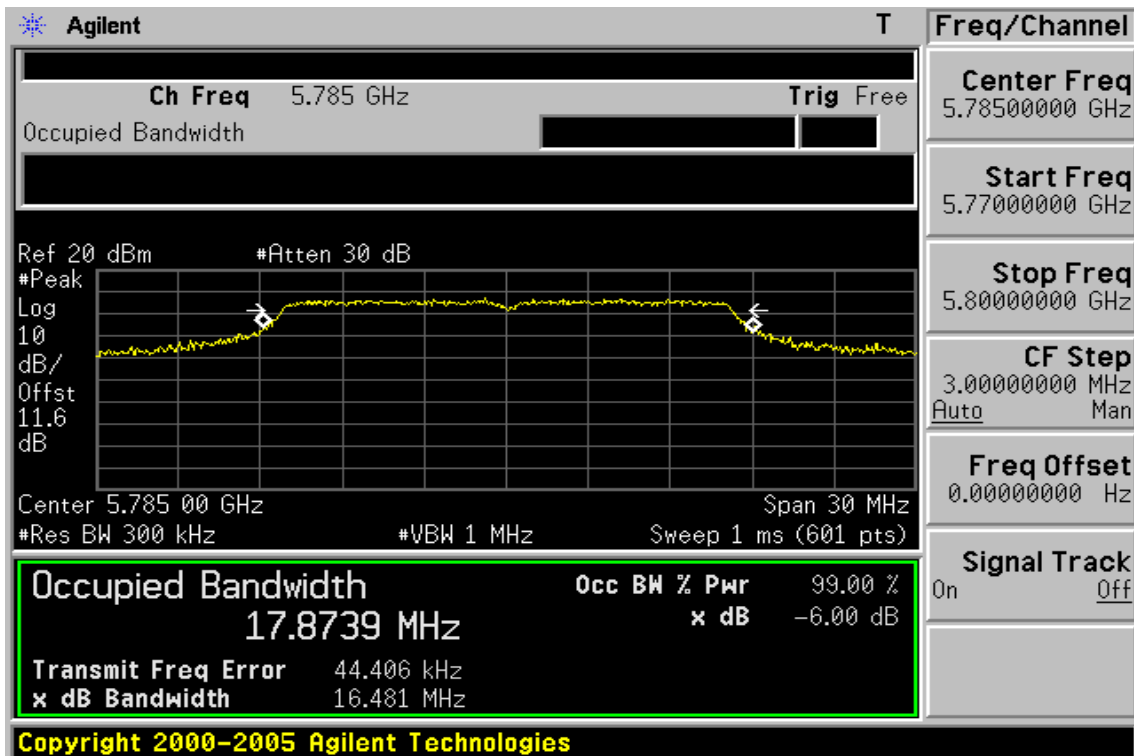 Agilent T Freq/Channel
Ch Freq 5.785 GHz Trig Free
Occupied Bandwidth
Center Freq
5.78500000 GHz
Start Freq
5.77000000 GHz
Stop Freq
5.80000000 GHz
CF Step
3.00000000 MHz
Auto Man
Freq Offset
0.00000000 Hz
Signal Track
On Off
Ref 20 dBm #Atten 30 dB
#Peak
Log
10
dB/
Offst
11.6
dB
Center 5.785 00 GHz Span 30 MHz
#Res BW 300 kHz #VBW 1 MHz Sweep 1 ms (601 pts)
Occupied Bandwidth Occ BW % Pwr 99.00 %
17.8739 MHz x dB -6.00 dB
Transmit Freq Error 44.406 kHz
x dB Bandwidth 16.481 MHz
Copyright 2000-2005 Agilent Technologies